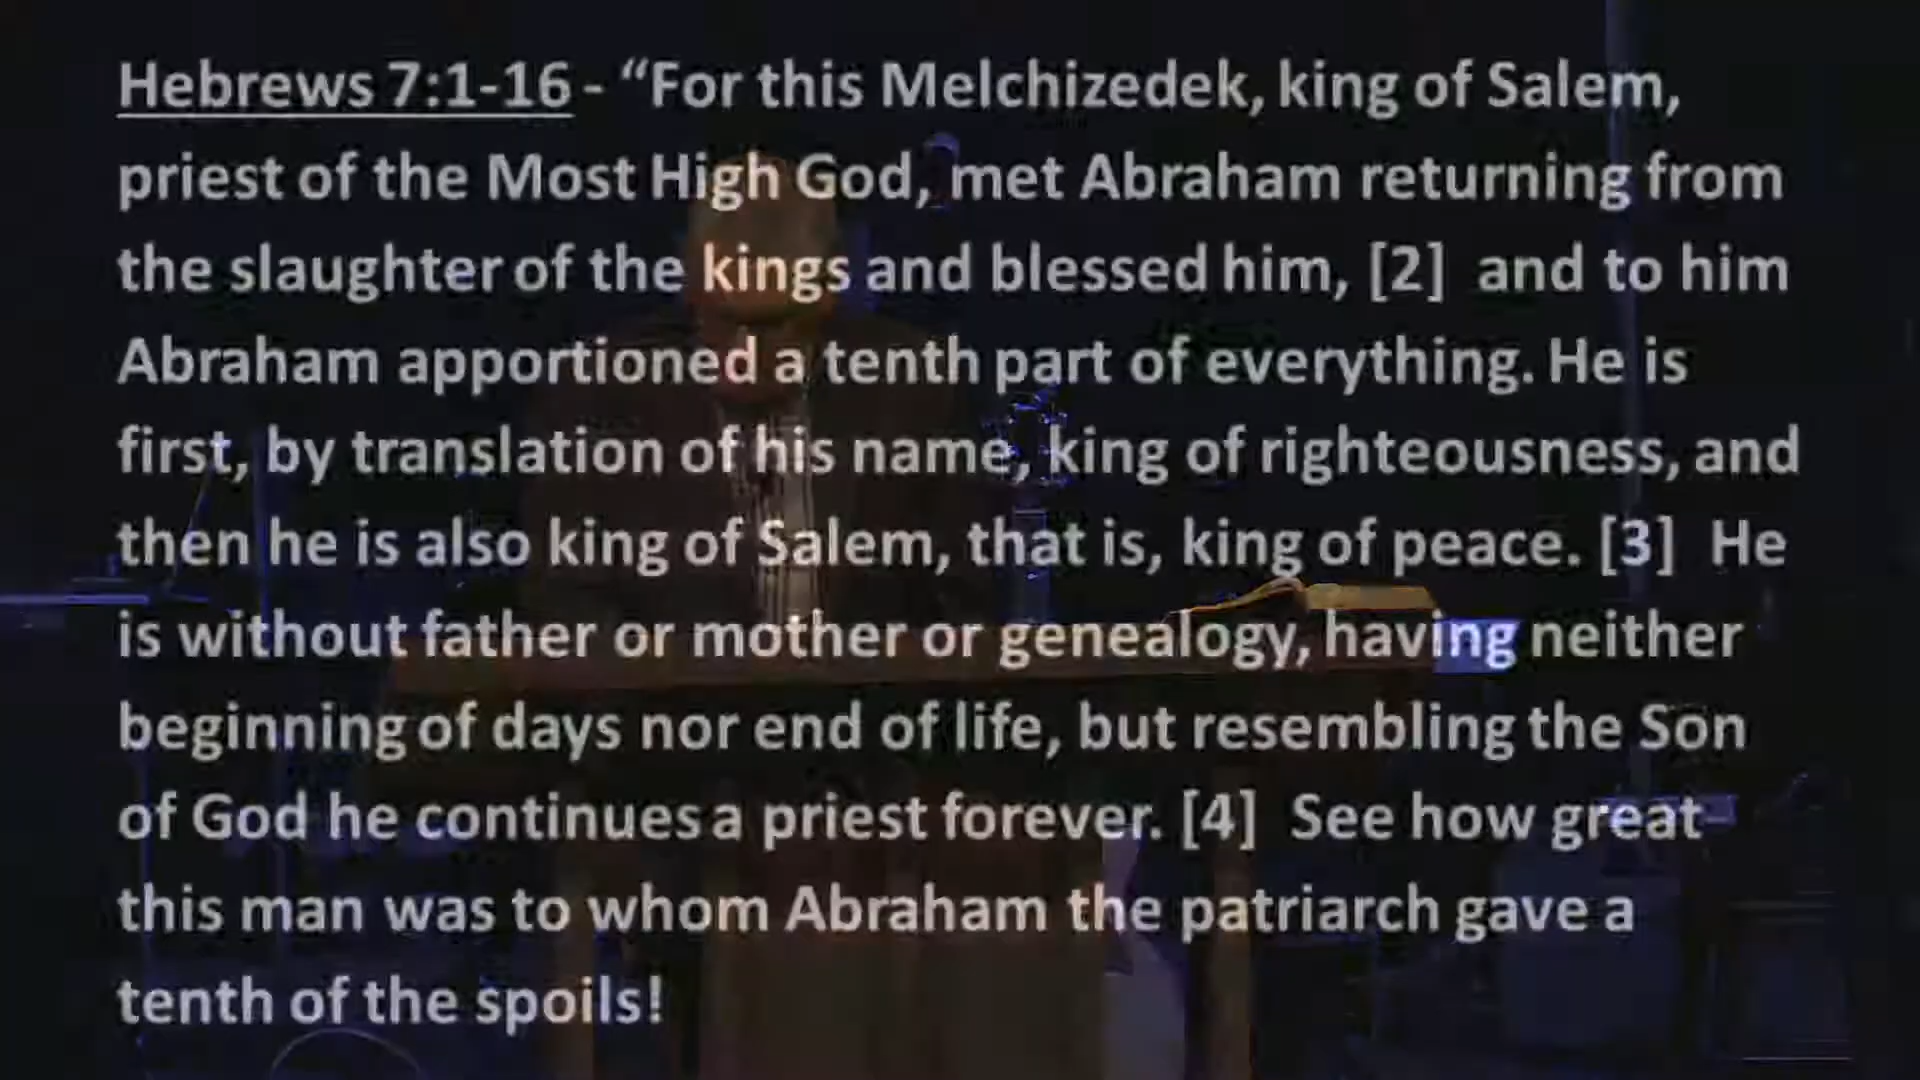 Hebrews 7:1-16 - “For this Melchizedek, king of Salem,
priest of the Most High God, met Abraham returning from
the slaughter of the kings and blessed him, [2]  and to him
Abraham apportioned a tenth part of everything. He is
first, by translation of his name, king of righteousness, and
then he is also king of Salem, that is, king of peace. [3]  He
is without father or mother or genealogy, having neither
beginning of days nor end of life, but resembling the Son
of God he continues a priest forever. [4]  See how great
this man was to whom Abraham the patriarch gave a
tenth of the spoils!